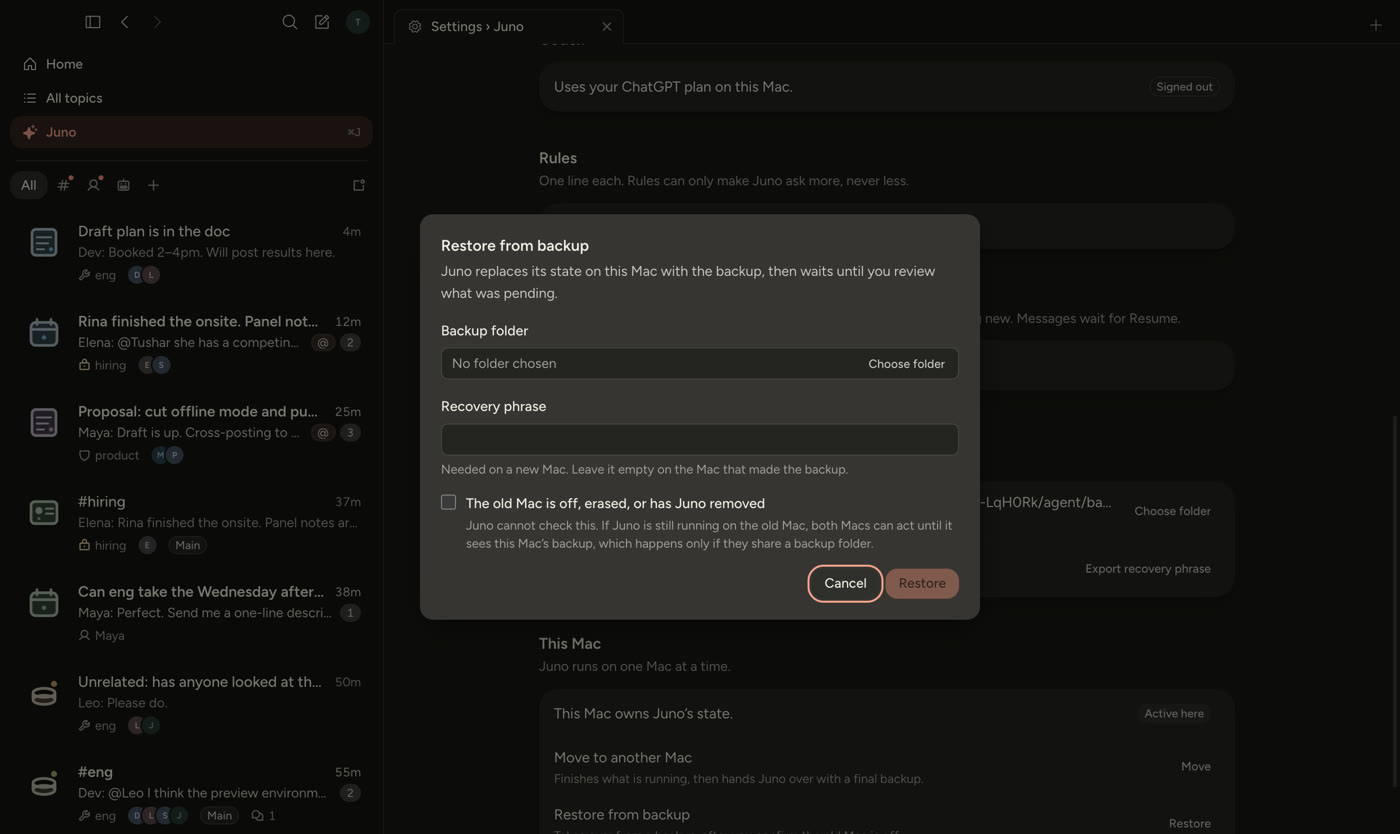 T
Settings › Juno
Home
All topics
Juno
⌘J
All
Draft plan is in the doc
4m
Dev: Booked 2–4pm. Will post results here.
eng
D
L
Rina finished the onsite. Panel not...
12m
Elena: @Tushar she has a competin...
@
2
hiring
E
S
Proposal: cut offline mode and pu...
25m
Maya: Draft is up. Cross-posting to ...
@
3
product
M
P
#hiring
37m
Elena: Rina finished the onsite. Panel notes ar...
hiring
E
Main
Can eng take the Wednesday after...
38m
Maya: Perfect. Send me a one-line descri...
1
Maya
Unrelated: has anyone looked at th...
50m
Leo: Please do.
eng
L
J
#eng
55m
Dev: @Leo I think the preview environm...
2
eng
D
L
S
J
Main
1
Uses your ChatGPT plan on this Mac.
Signed out
Rules
One line each. Rules can only make Juno ask more, never less.
new. Messages wait for Resume.
Restore from backup
Juno replaces its state on this Mac with the backup, then waits until you review
what was pending.
Backup folder
No folder chosen
Choose folder
Recovery phrase
Needed on a new Mac. Leave it empty on the Mac that made the backup.
The old Mac is off, erased, or has Juno removed
Juno cannot check this. If Juno is still running on the old Mac, both Macs can act until it
sees this Mac’s backup, which happens only if they share a backup folder.
Cancel
Restore
-LqH0Rk/agent/ba...
Choose folder
Export recovery phrase
This Mac
Juno runs on one Mac at a time.
This Mac owns Juno’s state.
Active here
Move to another Mac
Finishes what is running, then hands Juno over with a final backup.
Move
Restore from backup
Restore